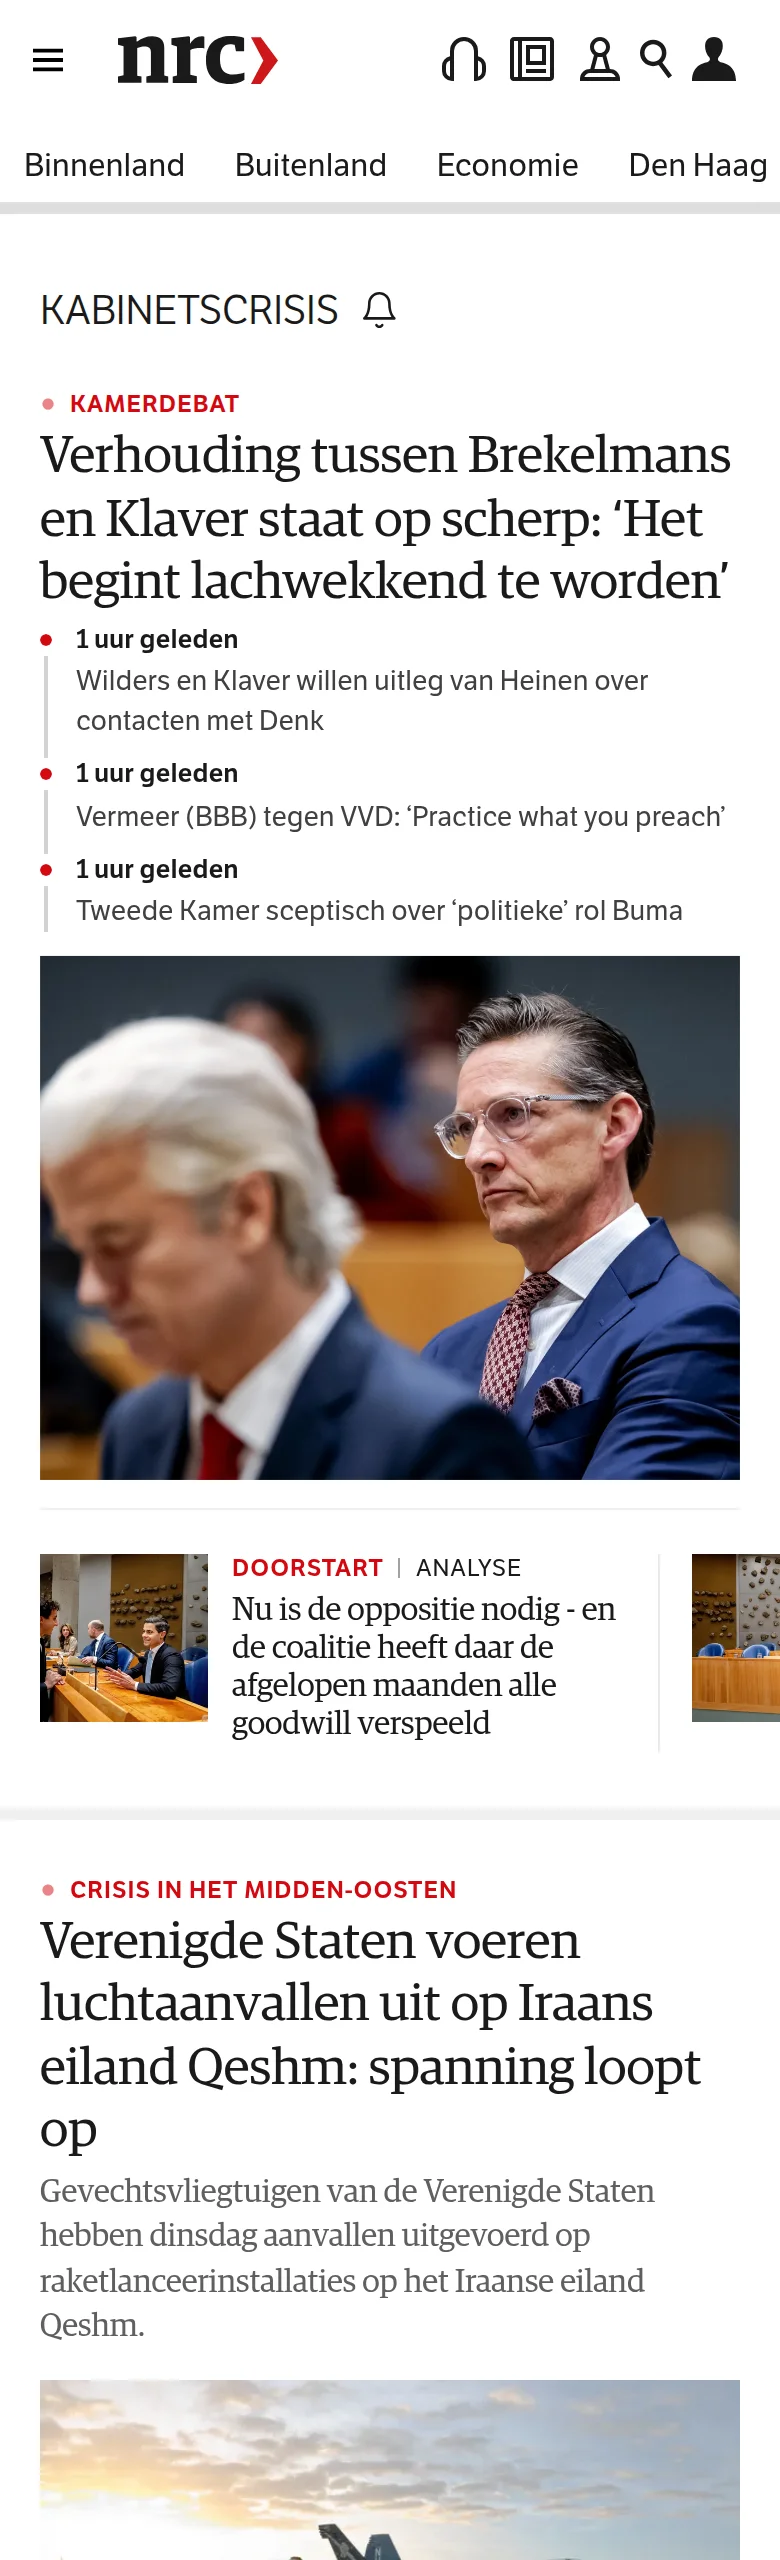 nrc
Binnenland Buitenland Economie Den Haag
KABINETSCRISIS
KAMERDEBAT
Verhouding tussen Brekelmans
en Klaver staat op scherp: ‘Het
begint lachwekkend te worden’
1 uur geleden
Wilders en Klaver willen uitleg van Heinen over
contacten met Denk
1 uur geleden
Vermeer (BBB) tegen VVD: ‘Practice what you preach’
1 uur geleden
Tweede Kamer sceptisch over ‘politieke’ rol Buma
DOORSTART | ANALYSE
Nu is de oppositie nodig - en
de coalitie heeft daar de
afgelopen maanden alle
goodwill verspeeld
CRISIS IN HET MIDDEN-OOSTEN
Verenigde Staten voeren
luchtaanvallen uit op Iraans
eiland Qeshm: spanning loopt
op
Gevechtsvliegtuigen van de Verenigde Staten
hebben dinsdag aanvallen uitgevoerd op
raketlanceerinstallaties op het Iraanse eiland
Qeshm.